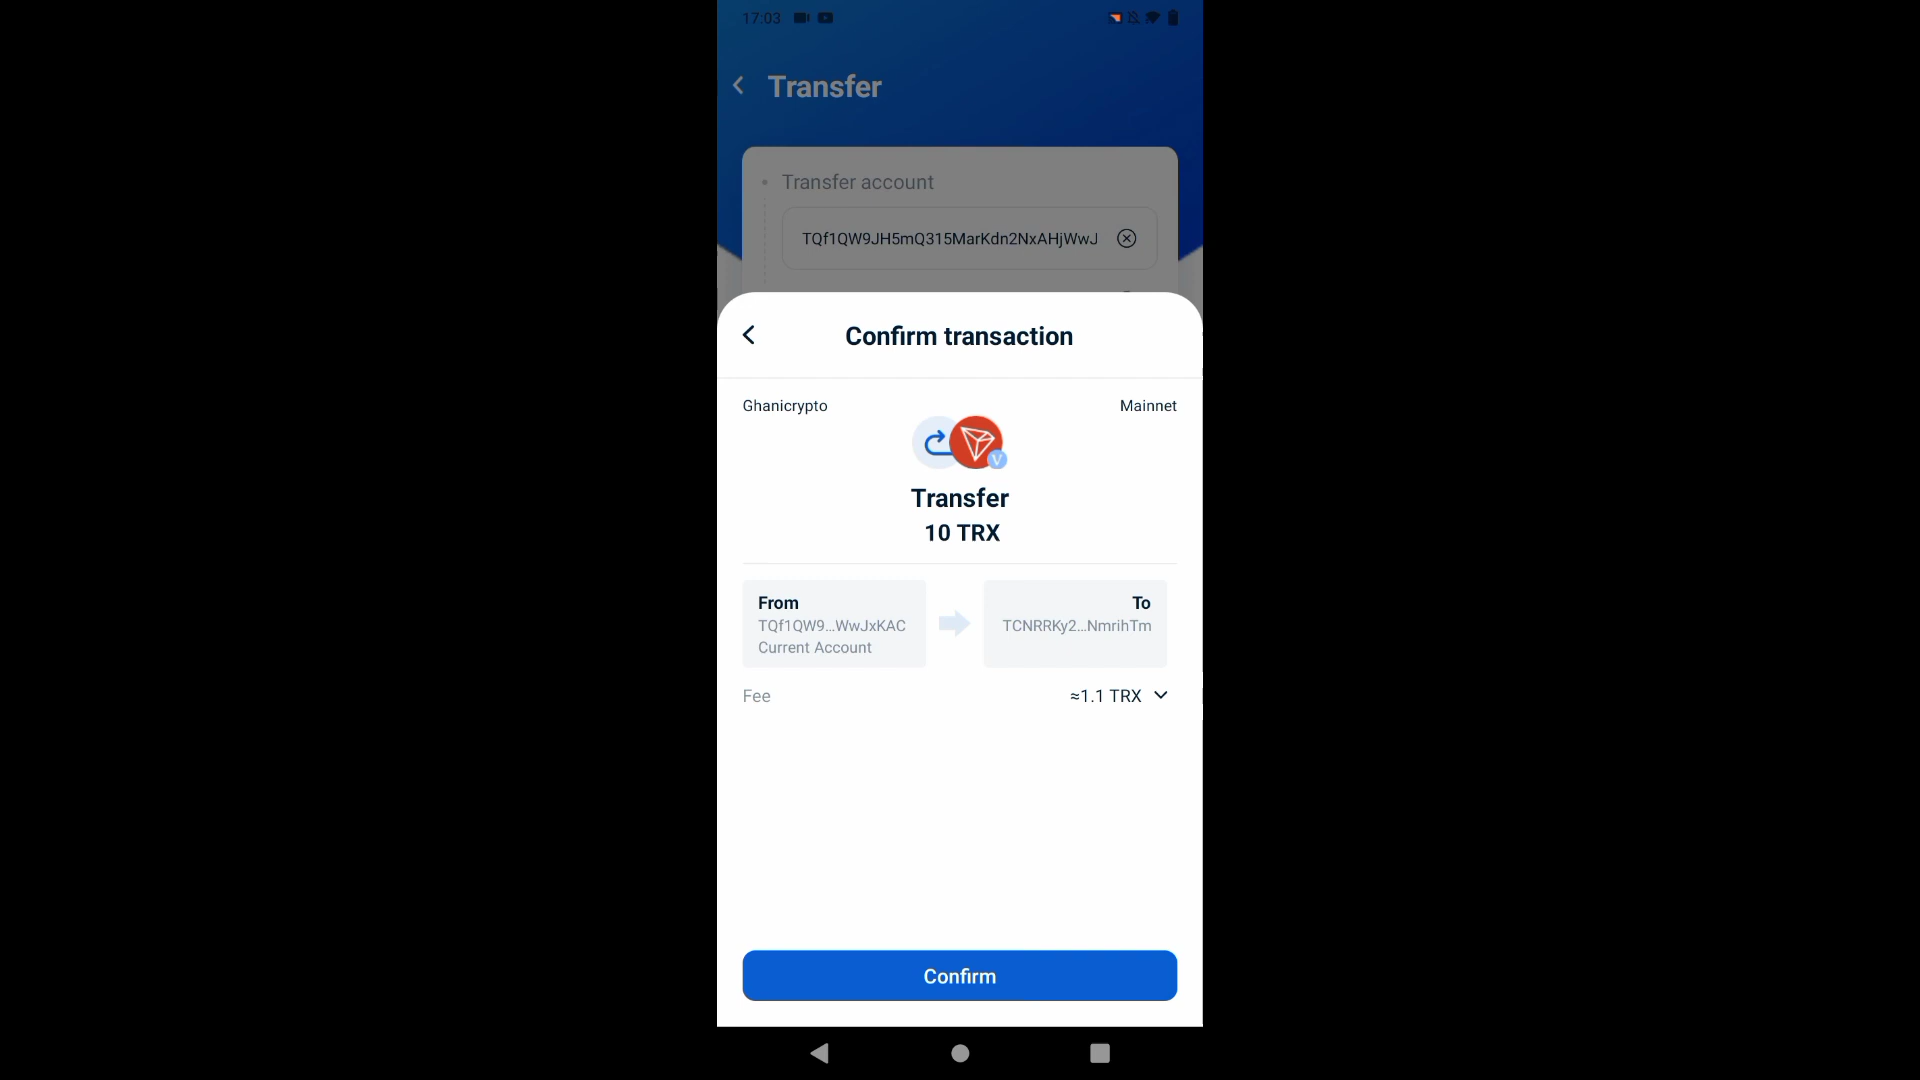 17:03
Transfer
Transfer account
TQf1QW9JH5mQ315MarKdn2NxAHjWwJ
Confirm transaction
Ghanicrypto
Mainnet
V
Transfer
10 TRX
From
TQf1QW9...WwJxKAC
Current Account
To
TCNRRKy2...NmrihTm
Fee
≈1.1 TRX
Confirm